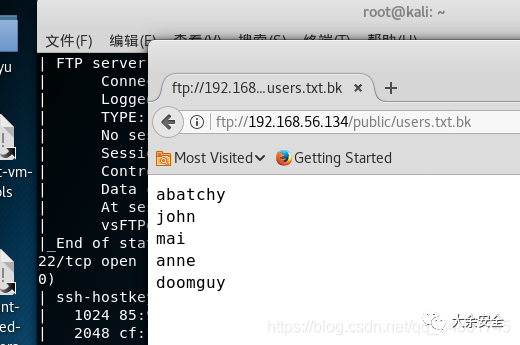 root@kali: ~
文件(F) 编辑(E) 查看(V) 搜索(S) 终端(T) 帮助(H)
yu
| FTP server
| Connec
| Logge
| TYPE:
| No se
| Sessi
| Contr
| Data
| At se
| vsFTP
|_End of sta
22/tcp open
0)
| ssh-hostke
| 1024 85:
| 2048 cf:
t-vm-
ols
nt-
ed-
ftp://192.168...users.txt.bk
ftp://192.168.56.134/public/users.txt.bk
Most Visited
Getting Started
abatchy
john
mai
anne
doomguy
大余安全
https://blog.csdn.net/qq_